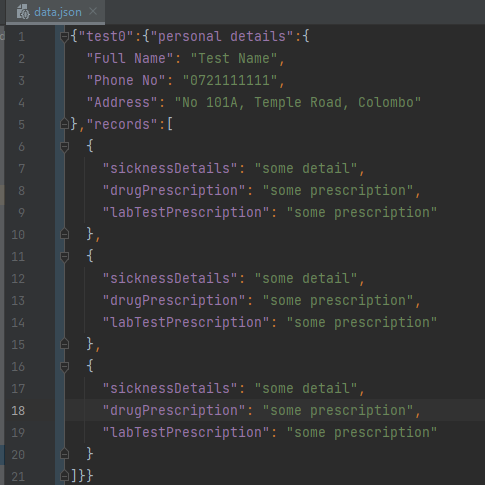 data.json
1 {"test0":{"personal details":{
2 "Full Name": "Test Name",
3 "Phone No": "0721111111",
4 "Address": "No 101A, Temple Road, Colombo"
5 },"records":[
6 {
7 "sicknessDetails": "some detail",
8 "drugPrescription": "some prescription",
9 "labTestPrescription": "some prescription"
10 },
11 {
12 "sicknessDetails": "some detail",
13 "drugPrescription": "some prescription",
14 "labTestPrescription": "some prescription"
15 },
16 {
17 "sicknessDetails": "some detail",
18 "drugPrescription": "some prescription",
19 "labTestPrescription": "some prescription"
20 }
21 ]}}